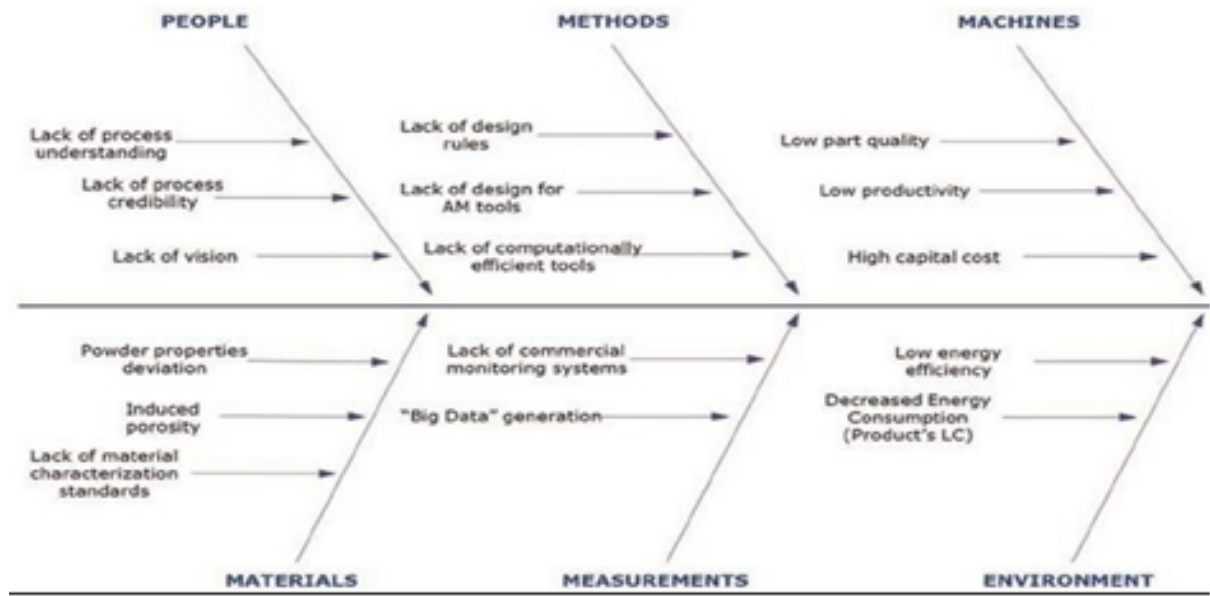 PEOPLE
METHODS
MACHINES
Lack of process
understanding
Lack of process
credibility
Lack of vision
Lack of design
rules
Lack of design for
AM tools
Lack of computationally
efficient tools
Low part quality
Low productivity
High capital cost
Powder properties
deviation
Induced
porosity
Lack of material
characterization
standards
Lack of commercial
monitoring systems
"Big Data" generation
Low energy
efficiency
Decreased Energy
Consumption
(Product's LC)
MATERIALS
MEASUREMENTS
ENVIRONMENT